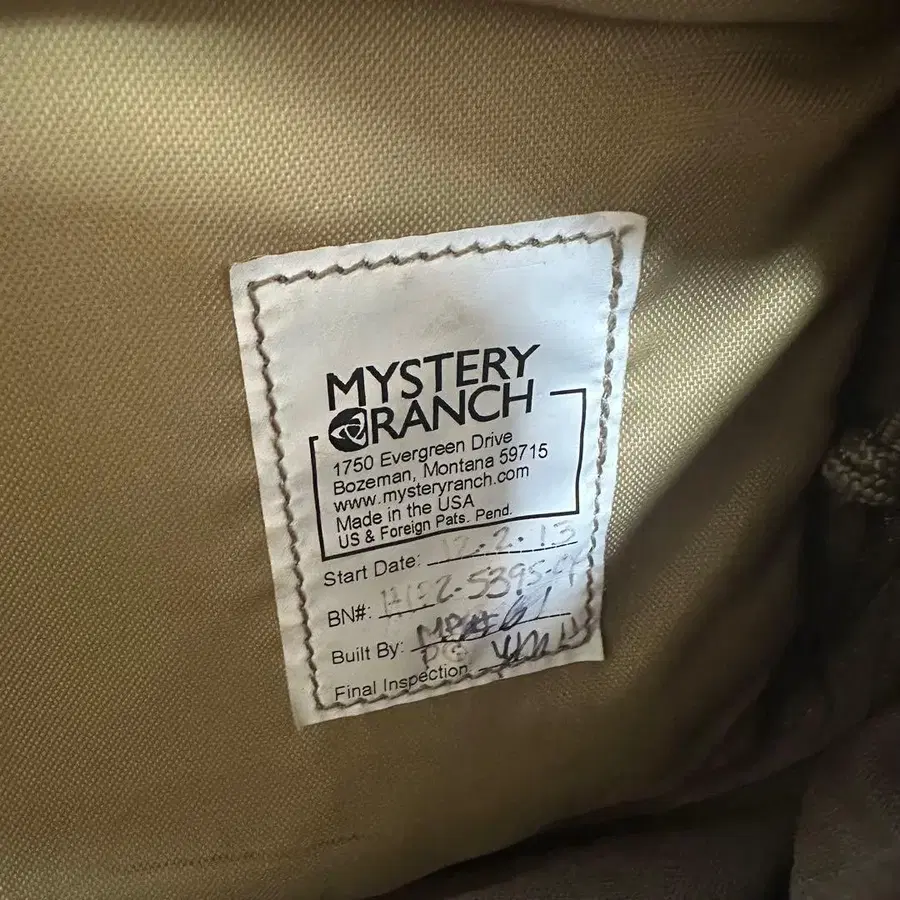 MYSTERY
RANCH
1750 Evergreen Drive
Bozeman, Montana 59715
www.mysteryranch.com
Made in the USA
US & Foreign Pats. Pend.
Start Date: 12.2.13
BN#:
Built By:
Final Inspection